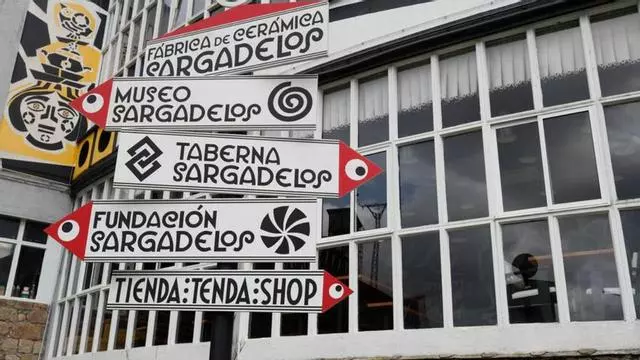 FÁBRICA DE CERÁMICA
SARGADELOS
MUSEO
SARGADELOS
TABERNA
SARGADELOS
FUNDACIÓN
SARGADELOS
TIENDA:TENDA:SHOP